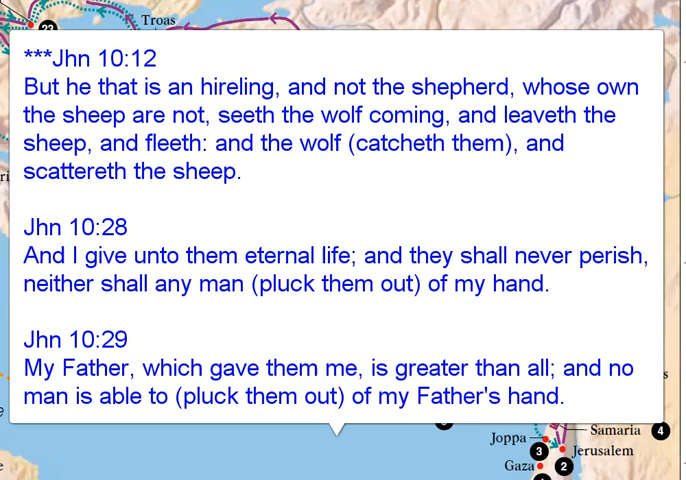 23
Troas
***Jhn 10:12
But he that is an hireling, and not the shepherd, whose own
the sheep are not, seeth the wolf coming, and leaveth the
sheep, and fleeth: and the wolf (catcheth them), and
scattereth the sheep.
Jhn 10:28
And I give unto them eternal life; and they shall never perish,
neither shall any man (pluck them out) of my hand.
Jhn 10:29
My Father, which gave them me, is greater than all; and no
man is able to (pluck them out) of my Father's hand.
Samaria
4
Joppa
3
Jerusalem
Gaza
2